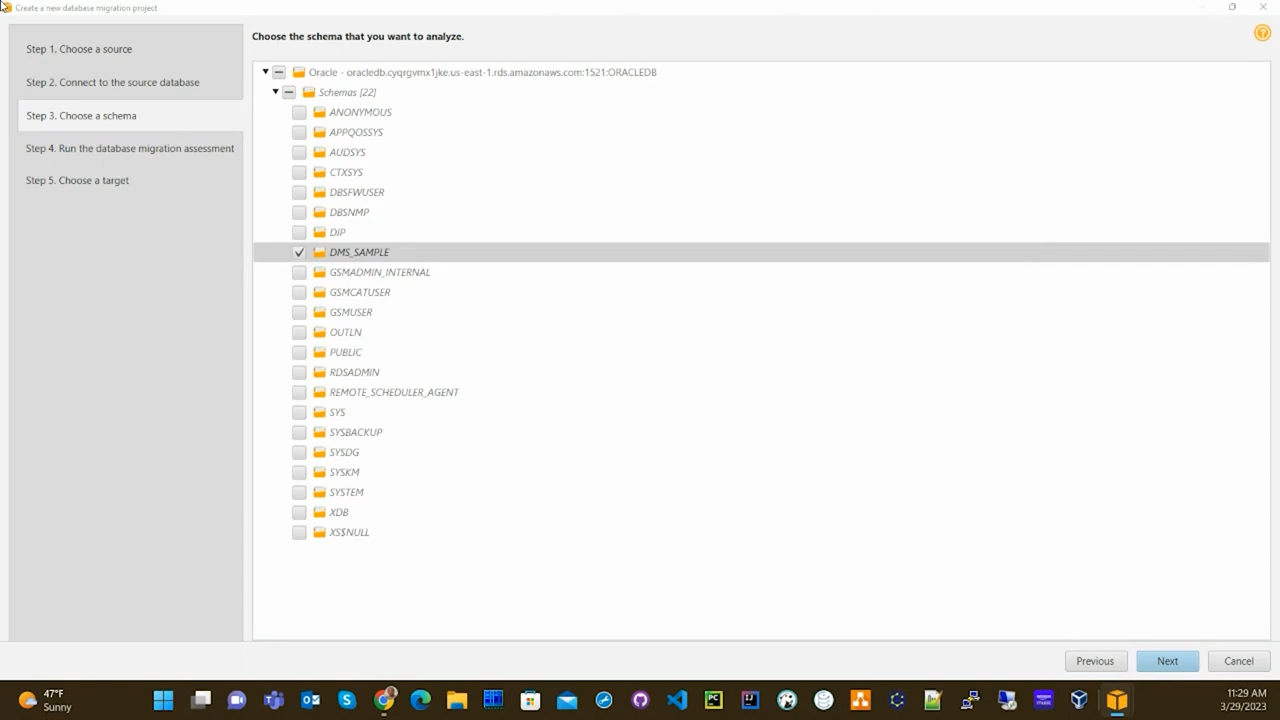 Create a new database migration project
Step 1. Choose a source
Step 2. Connect to the source database
Step 3. Choose a schema
Step 4. Run the database migration assessment
Step 5. Choose a target
Choose the schema that you want to analyze.
Oracle - oracledb.cyqrgvmx1jke.us-east-1.rds.amazonaws.com:1521:ORACLEDB
Schemas [22]
ANONYMOUS
APPQOSSYS
AUDSYS
CTXSYS
DBSFWUSER
DBSNMP
DIP
DMS_SAMPLE
GSMADMIN_INTERNAL
GSMCATUSER
GSMUSER
OUTLN
PUBLIC
RDSADMIN
REMOTE_SCHEDULER_AGENT
SYS
SYSBACKUP
SYSDG
SYSKM
SYSTEM
XDB
XS$NULL
Previous
Next
Cancel
47°F
Sunny
PC
IJ
music
11:29 AM
3/29/2023